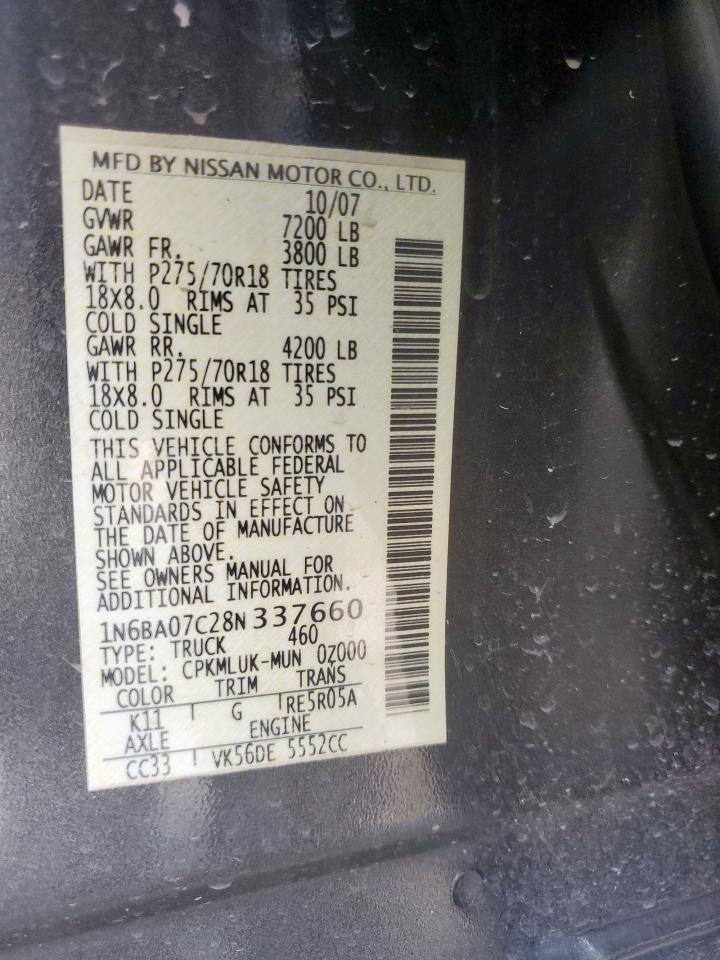 MFD BY NISSAN MOTOR CO., LTD.
DATE 10/07
GVWR 7200 LB
GAWR FR. 3800 LB
WITH P275/70R18 TIRES
18X8.0 RIMS AT 35 PSI
COLD SINGLE
GAWR RR. 4200 LB
WITH P275/70R18 TIRES
18X8.0 RIMS AT 35 PSI
COLD SINGLE
THIS VEHICLE CONFORMS TO
ALL APPLICABLE FEDERAL
MOTOR VEHICLE SAFETY
STANDARDS IN EFFECT ON
THE DATE OF MANUFACTURE
SHOWN ABOVE.
SEE OWNERS MANUAL FOR
ADDITIONAL INFORMATION.
1N6BA07C28N337660
TYPE: TRUCK 460
MODEL: CPKMLUK-MUN 0Z000
COLOR TRIM TRANS
K11 G RE5R05A
AXLE ENGINE
CC33 VK56DE 5552CC